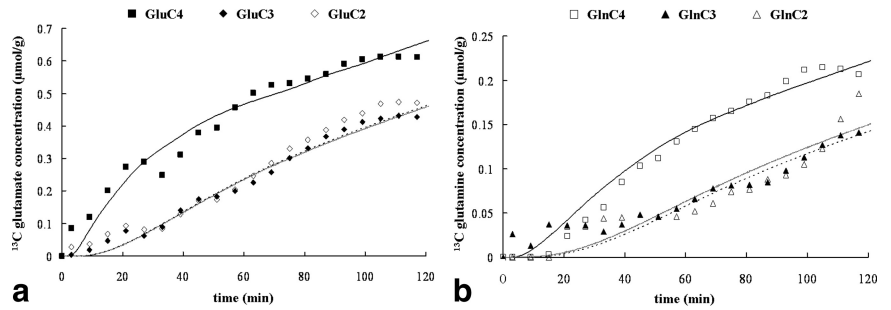 GluC4 GluC3 GluC2
¹³C glutamate concentration (µmol/g)
0.7
0.6
0.5
0.4
0.3
0.2
0.1
0
0 20 40 60 80 100 120
time (min)
a
GlnC4 GlnC3 GlnC2
¹³C glutamine concentration (µmol/g)
0.25
0.2
0.15
0.1
0.05
0
0 20 40 60 80 100 120
time (min)
b